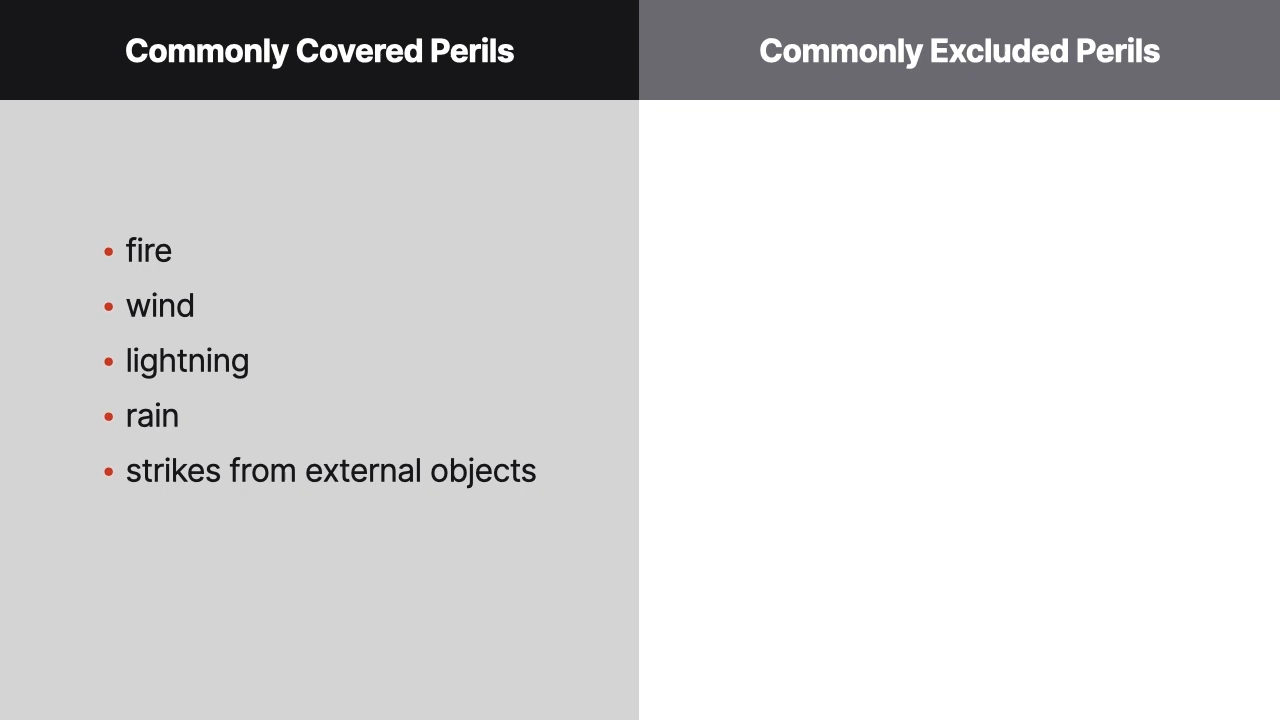 Commonly Covered Perils
• fire
• wind
• lightning
• rain
• strikes from external objects
Commonly Excluded Perils